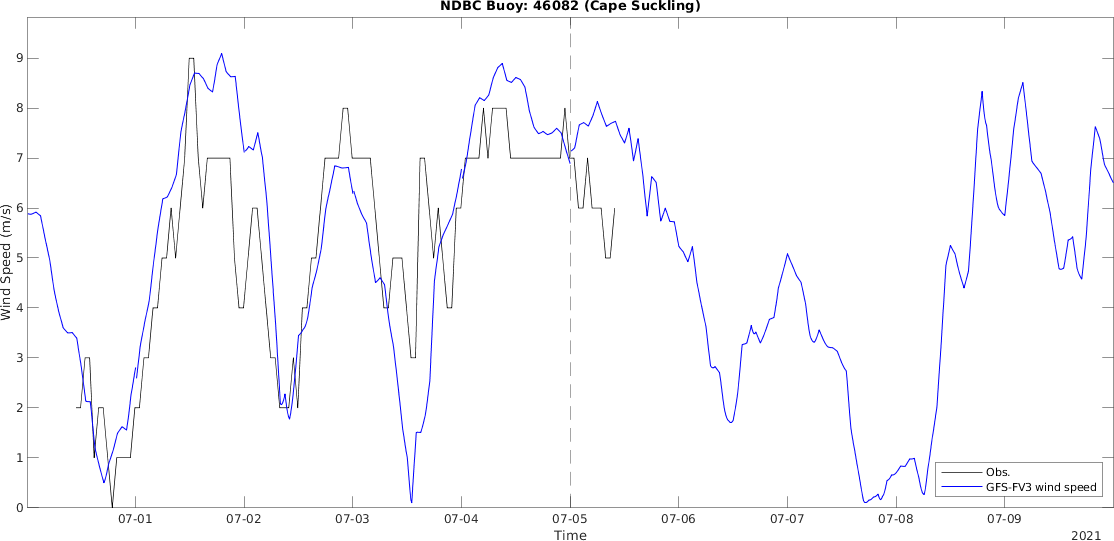 NDBC Buoy: 46082 (Cape Suckling)
Wind Speed (m/s)
9
8
7
6
5
4
3
2
1
0
Obs.
GFS-FV3 wind speed
07-01 07-02 07-03 07-04 07-05 07-06 07-07 07-08 07-09
Time
2021